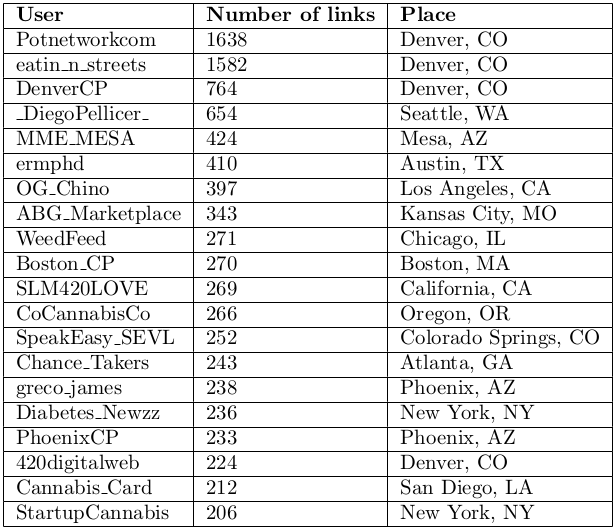 User Number of links Place
Potnetworkcom 1638 Denver, CO
eatin_n_streets 1582 Denver, CO
DenverCP 764 Denver, CO
_DiegoPellicer_ 654 Seattle, WA
MME_MESA 424 Mesa, AZ
ermphd 410 Austin, TX
OG_Chino 397 Los Angeles, CA
ABG_Marketplace 343 Kansas City, MO
WeedFeed 271 Chicago, IL
Boston_CP 270 Boston, MA
SLM420LOVE 269 California, CA
CoCannabisCo 266 Oregon, OR
SpeakEasy_SEVL 252 Colorado Springs, CO
Chance_Takers 243 Atlanta, GA
greco_james 238 Phoenix, AZ
Diabetes_Newzz 236 New York, NY
PhoenixCP 233 Phoenix, AZ
420digitalweb 224 Denver, CO
Cannabis_Card 212 San Diego, LA
StartupCannabis 206 New York, NY